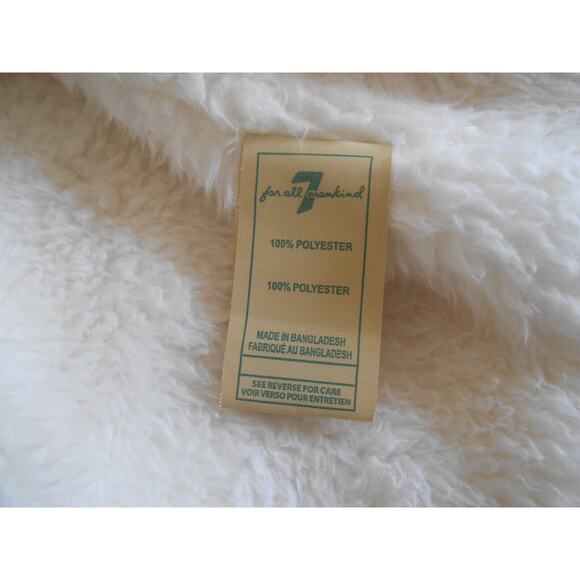 7
for all mankind
100% POLYESTER
100% POLYESTER
MADE IN BANGLADESH
FABRIQUÉ AU BANGLADESH
SEE REVERSE FOR CARE
VOIR VERSO POUR ENTRETIEN